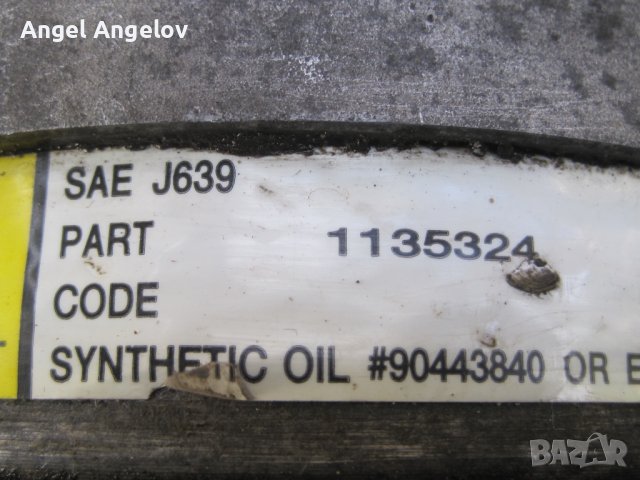 Angel Angelov
SAE J639
PART 1135324
CODE
SYNTHETIC OIL #90443840 OR
BAZAR